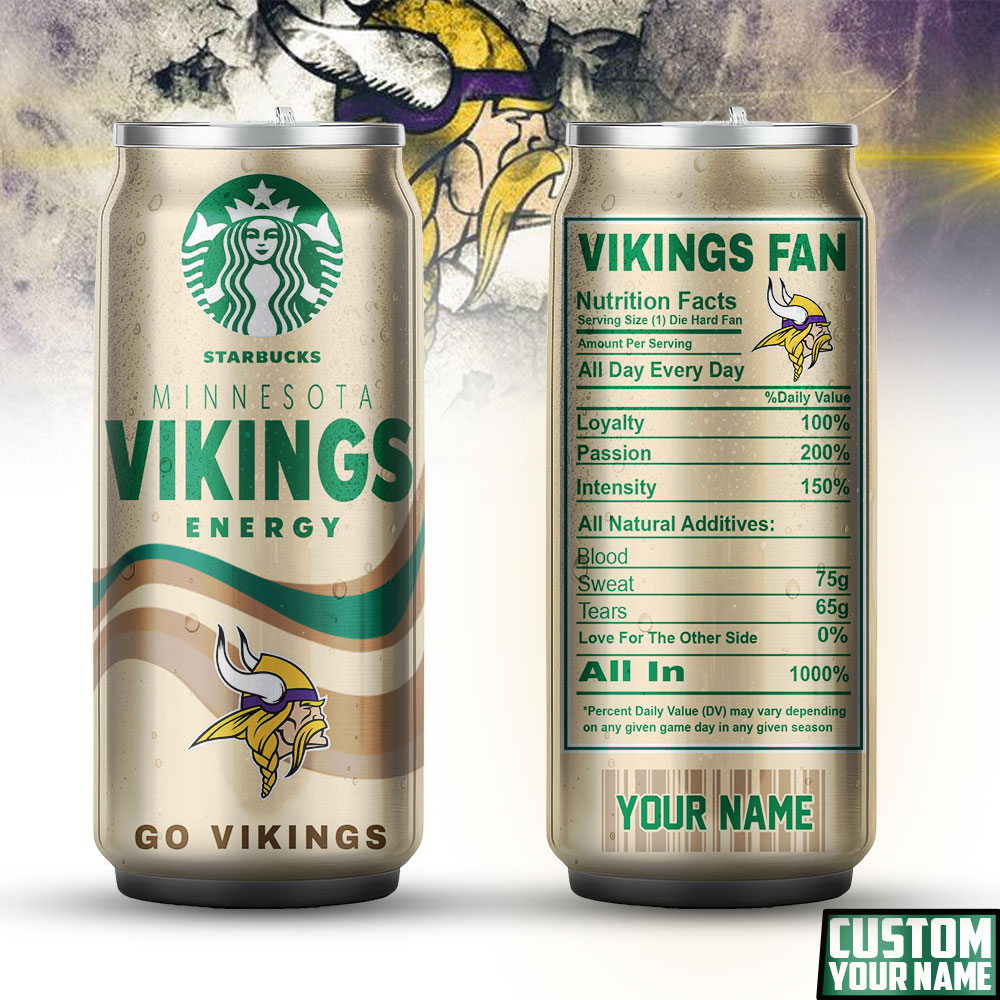 STARBUCKS
MINNESOTA
VIKINGS
ENERGY
GO VIKINGS
VIKINGS FAN
Nutrition Facts
Serving Size (1) Die Hard Fan
Amount Per Serving
All Day Every Day
%Daily Value
Loyalty 100%
Passion 200%
Intensity 150%
All Natural Additives:
Blood
Sweat 75g
Tears 65g
Love For The Other Side 0%
All In 1000%
*Percent Daily Value (DV) may vary depending
on any given game day in any given season
YOUR NAME
CUSTOM
YOUR NAME